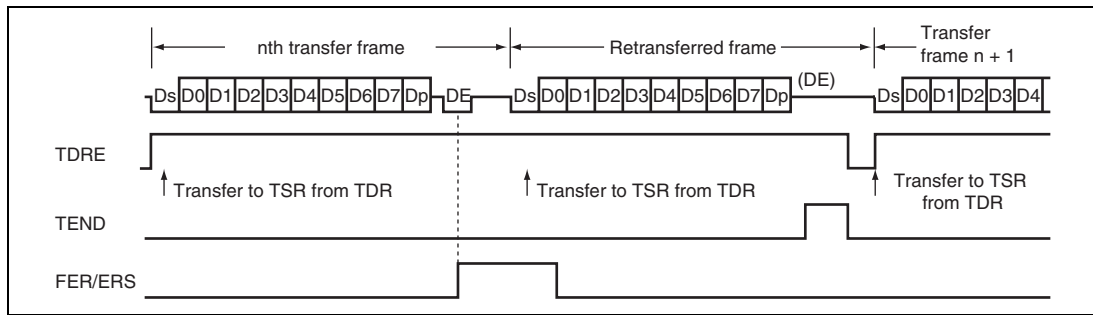 nth transfer frame
Retransferred frame
Transfer
frame n + 1
Ds D0 D1 D2 D3 D4 D5 D6 D7 Dp DE Ds D0 D1 D2 D3 D4 D5 D6 D7 Dp (DE) Ds D0 D1 D2 D3 D4
TDRE
Transfer to TSR from TDR
Transfer to TSR from TDR
Transfer to TSR
from TDR
TEND
FER/ERS